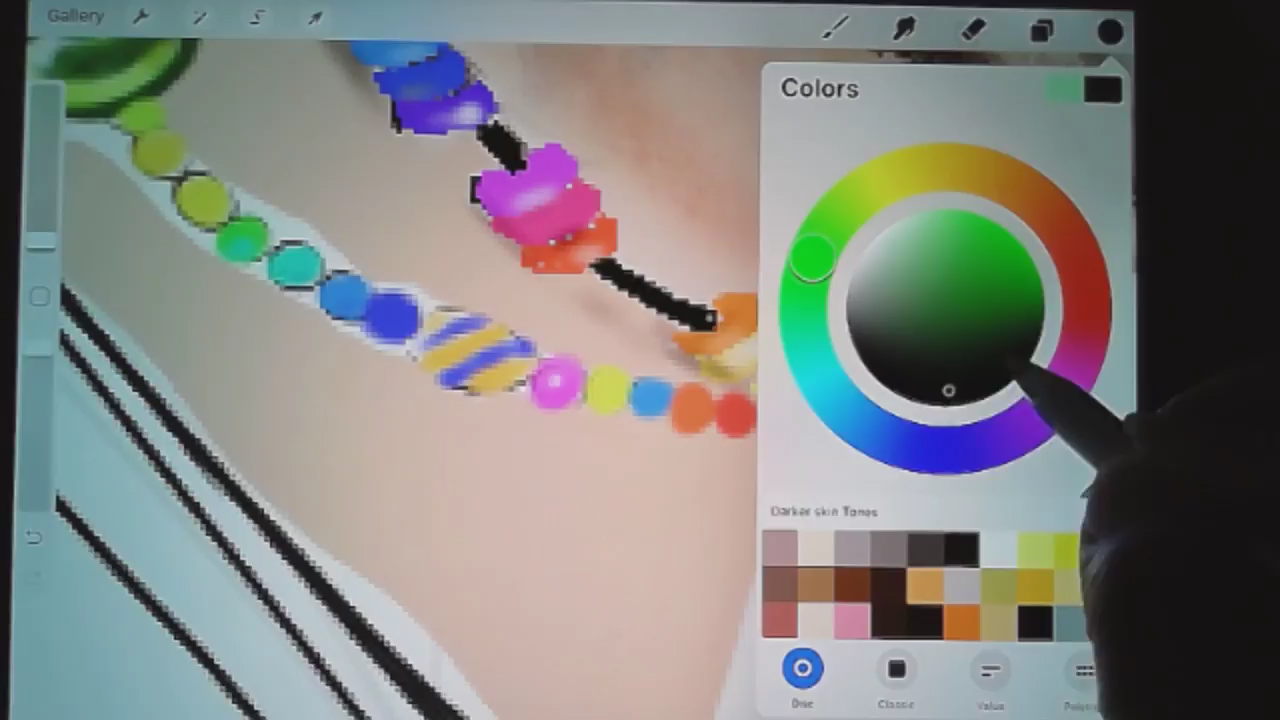 Gallery
Colors
Darker skin Tones
Disc
Classic
Value